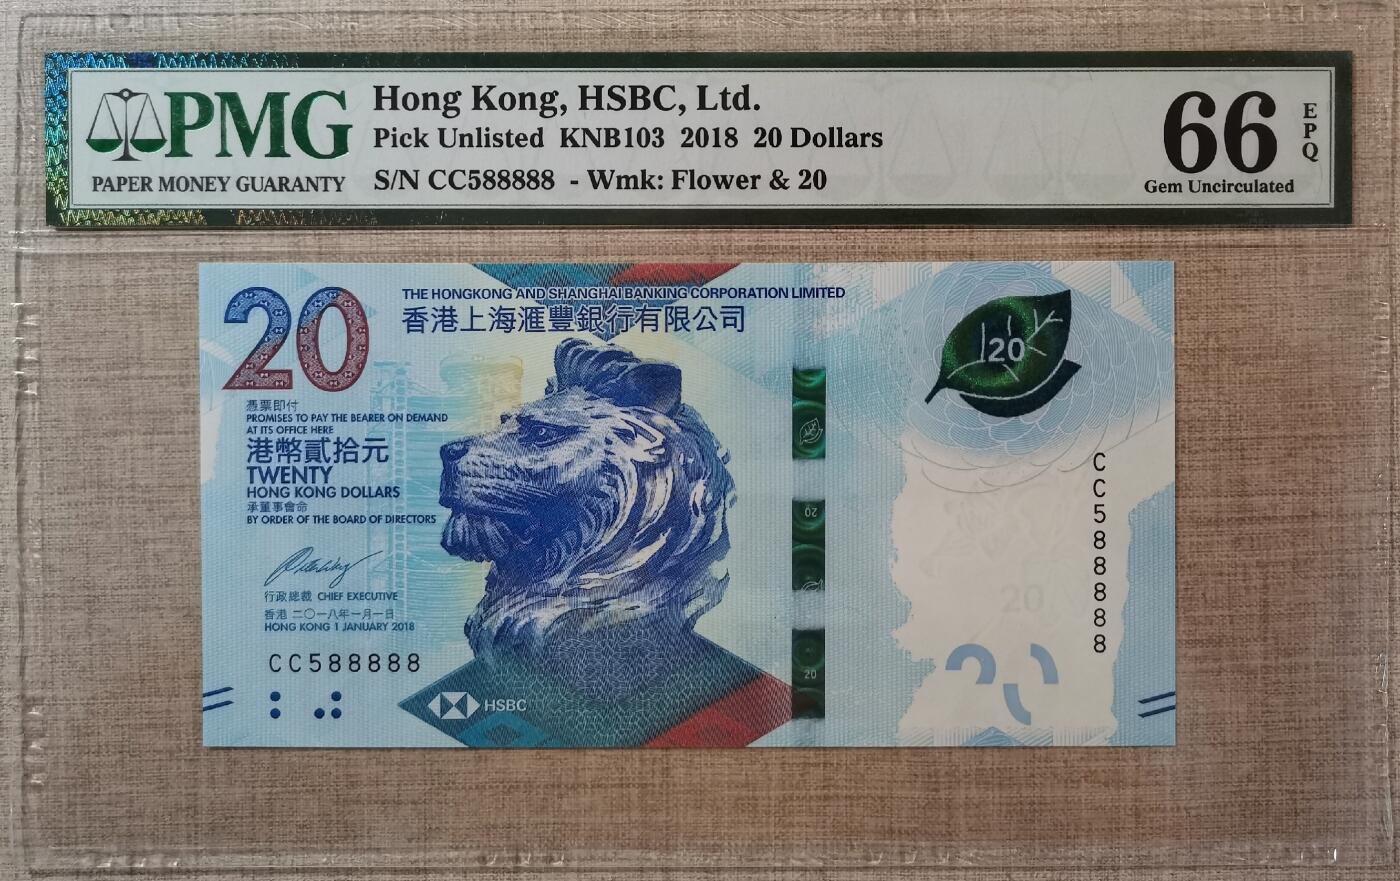 PMG
PAPER MONEY GUARANTY
Hong Kong, HSBC, Ltd.
Pick Unlisted KNB103 2018 20 Dollars
S/N CC588888 - Wmk: Flower & 20
66
EPQ
Gem Uncirculated
20
THE HONGKONG AND SHANGHAI BANKING CORPORATION LIMITED
香港上海滙豐銀行有限公司
憑票即付
PROMISES TO PAY THE BEARER ON DEMAND
AT ITS OFFICE HERE
港幣貳拾元
TWENTY
HONG KONG DOLLARS
承董事會命
BY ORDER OF THE BOARD OF DIRECTORS
行政總裁 CHIEF EXECUTIVE
香港 二〇一八年一月一日
HONG KONG 1 JANUARY 2018
CC588888
HSBC
20
20
20
CC588888
20